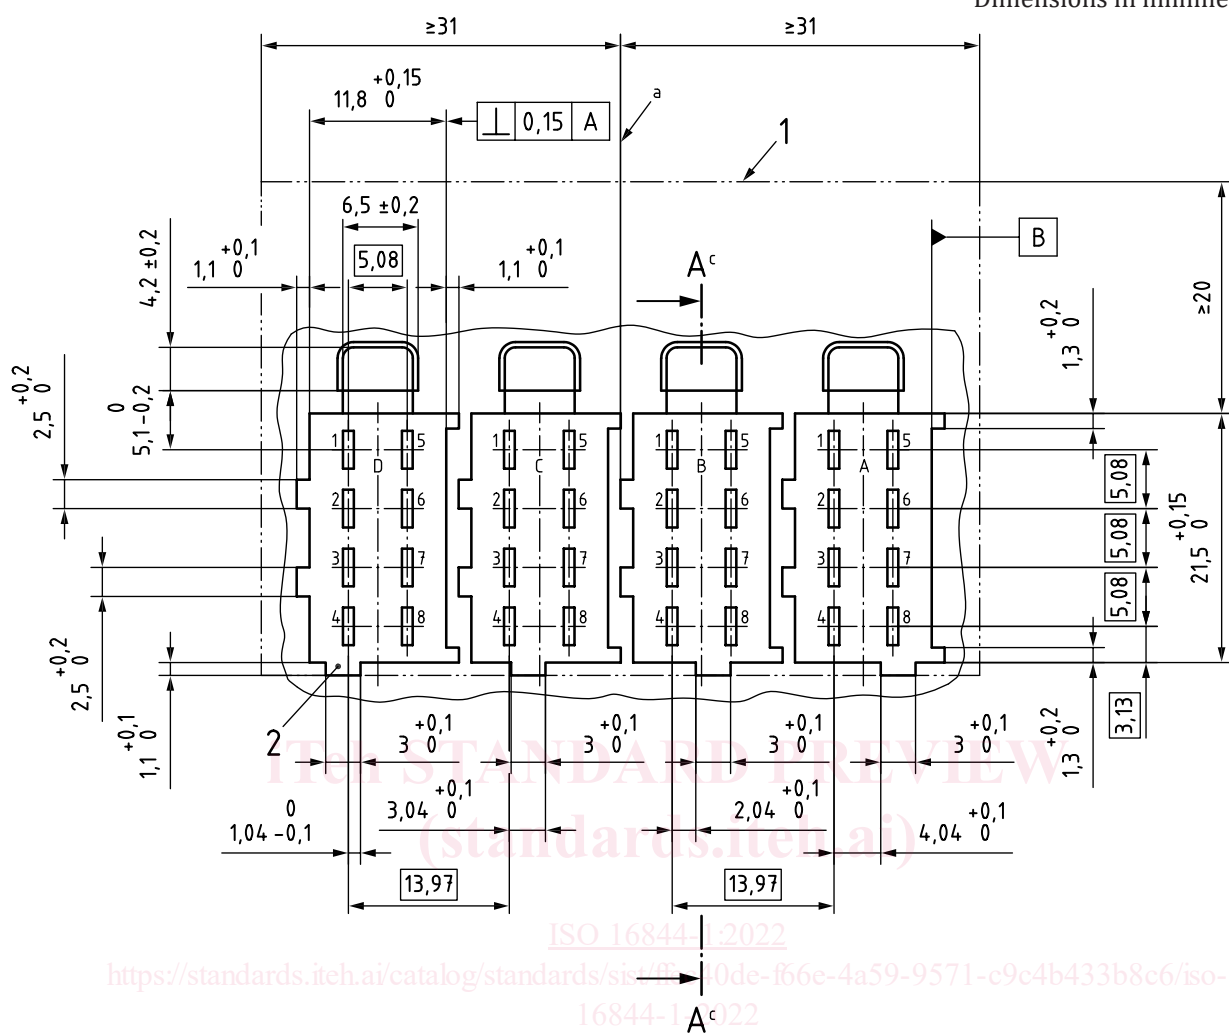 Dimensions in millime
≥31
≥31
11,8 +0,15 0
⊥ 0,15 A
a
1
6,5 ±0,2
4,2 ±0,2
1,1 +0,1 0
5,08
1,1 +0,1 0
B
A c
≥20
1,3 +0,2 0
2,5 +0,2 0
5,1 0 -0,2
1 5 1 5 1 5 1 5
D C B A
2 6 2 6 2 6 2 6
3 7 3 7 3 7 3 7
4 8 4 8 4 8 4 8
5,08
5,08
5,08
21,5 +0,15 0
2,5 +0,2 0
1,1 +0,1 0
2
3 +0,1 0
3 +0,1 0
3 +0,1 0
3 +0,1 0
1,3 +0,2 0
3,13
iTeh STANDARD PREVIEW
1,04 0 -0,1
3,04 +0,1 0
2,04 +0,1 0
4,04 +0,1 0
(standards.iteh.ai)
13,97
13,97
ISO 16844-1:2022
https://standards.iteh.ai/catalog/standards/sist/ 40de-f66e-4a59-9571-c9c4b433b8c6/iso-
16844-1-2022
A c